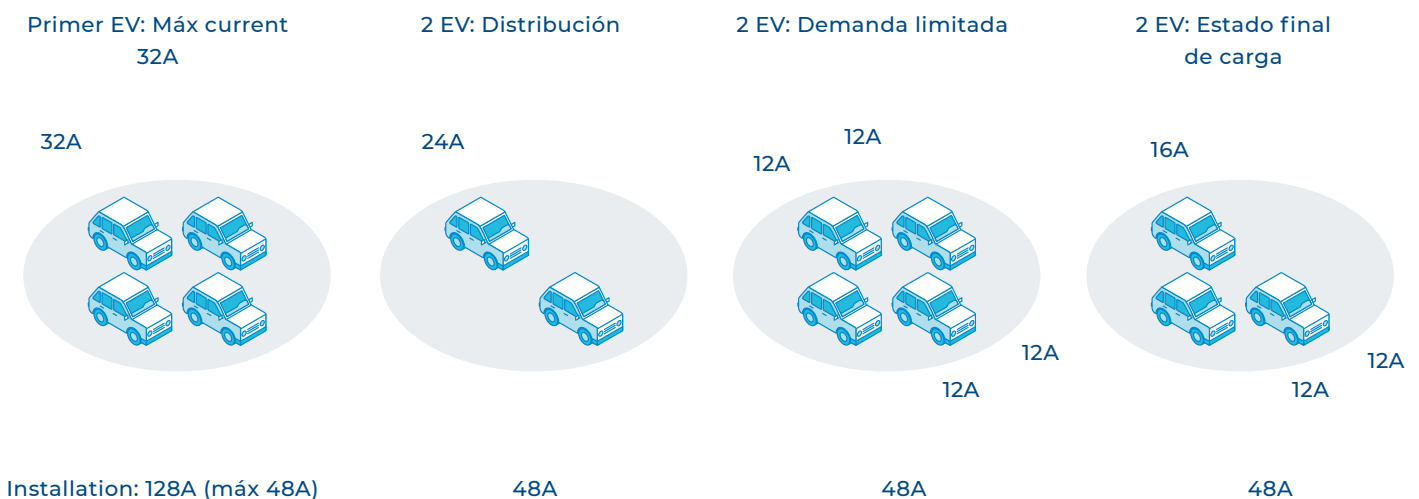 Primer EV: Máx current
32A
2 EV: Distribución
2 EV: Demanda limitada
2 EV: Estado final
de carga
32A
24A
12A
12A
12A
12A
16A
12A
12A
Installation: 128A (máx 48A)
48A
48A
48A